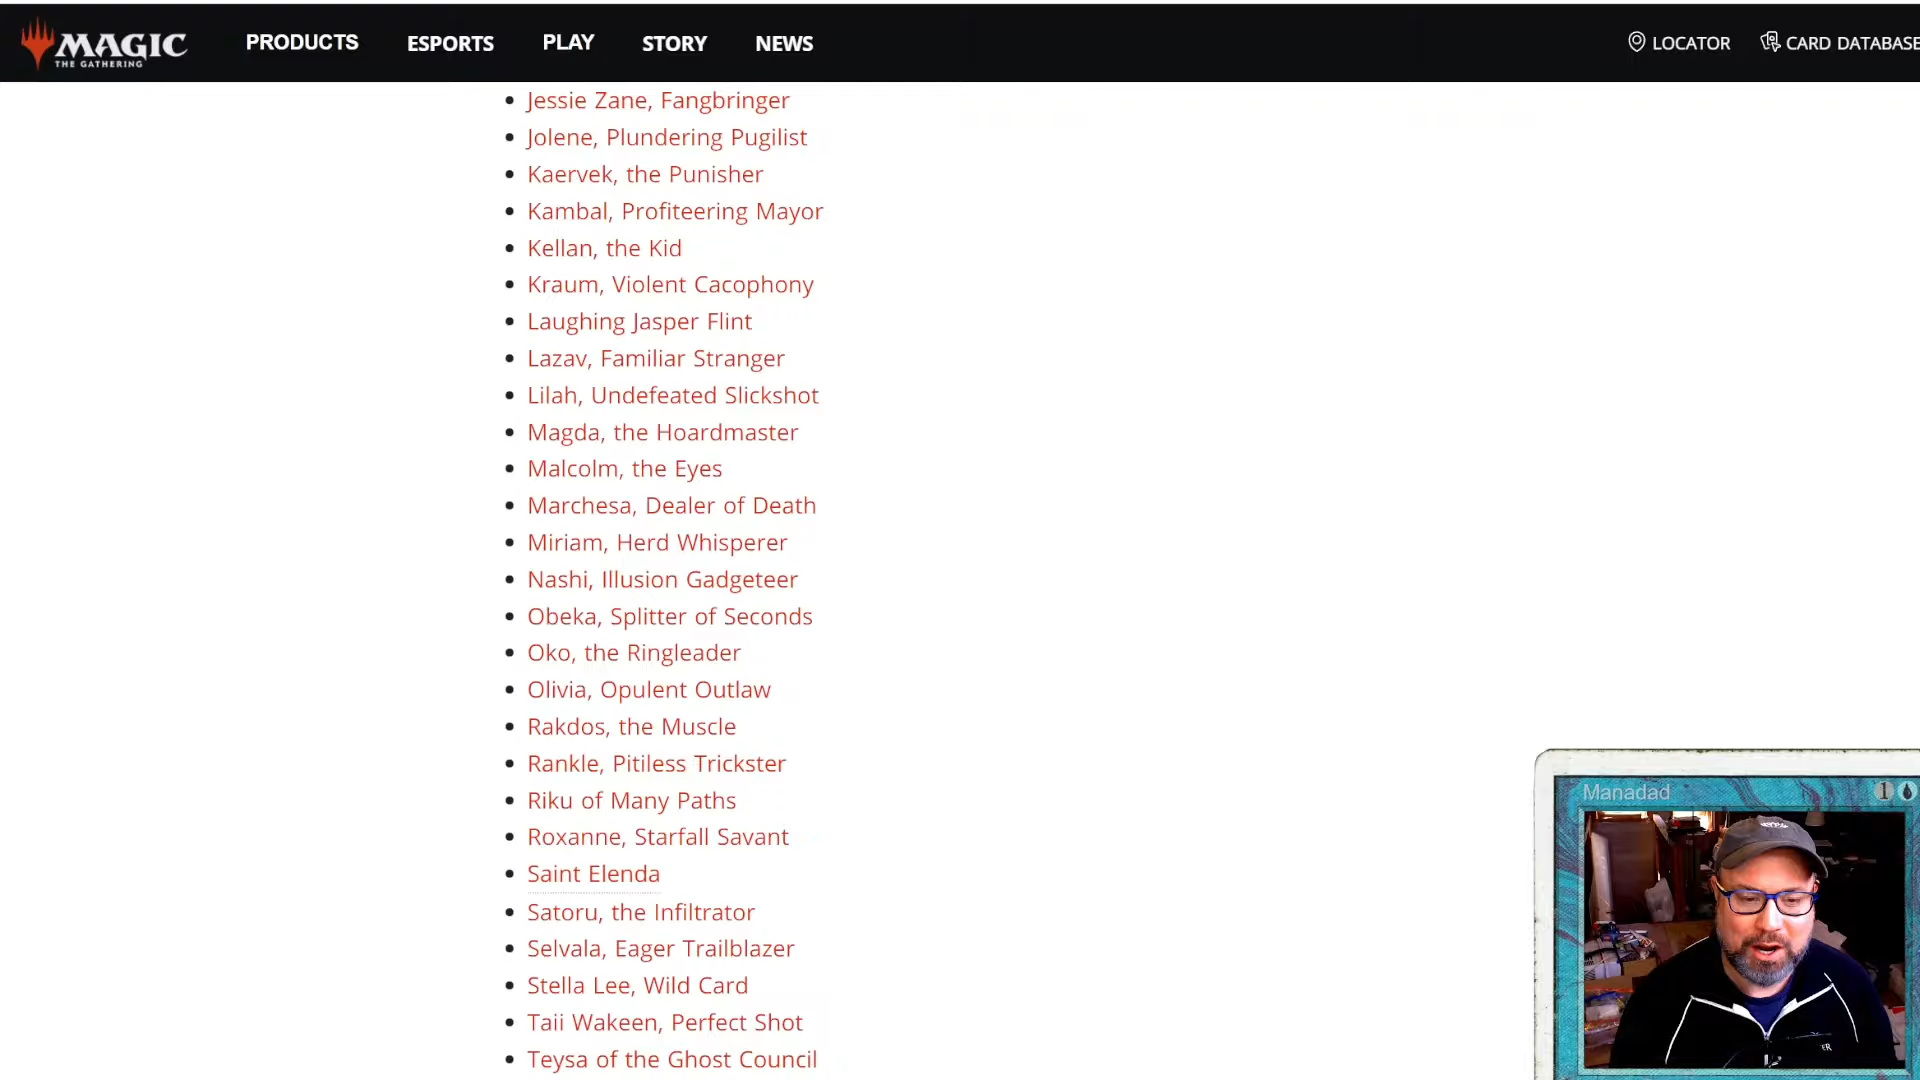 MAGIC
THE GATHERING
PRODUCTS
ESPORTS
PLAY
STORY
NEWS
LOCATOR
CARD DATABASE
Jessie Zane, Fangbringer
Jolene, Plundering Pugilist
Kaervek, the Punisher
Kambal, Profiteering Mayor
Kellan, the Kid
Kraum, Violent Cacophony
Laughing Jasper Flint
Lazav, Familiar Stranger
Lilah, Undefeated Slickshot
Magda, the Hoardmaster
Malcolm, the Eyes
Marchesa, Dealer of Death
Miriam, Herd Whisperer
Nashi, Illusion Gadgeteer
Obeka, Splitter of Seconds
Oko, the Ringleader
Olivia, Opulent Outlaw
Rakdos, the Muscle
Rankle, Pitiless Trickster
Riku of Many Paths
Roxanne, Starfall Savant
Saint Elenda
Satoru, the Infiltrator
Selvala, Eager Trailblazer
Stella Lee, Wild Card
Taii Wakeen, Perfect Shot
Teysa of the Ghost Council
Manadad
1